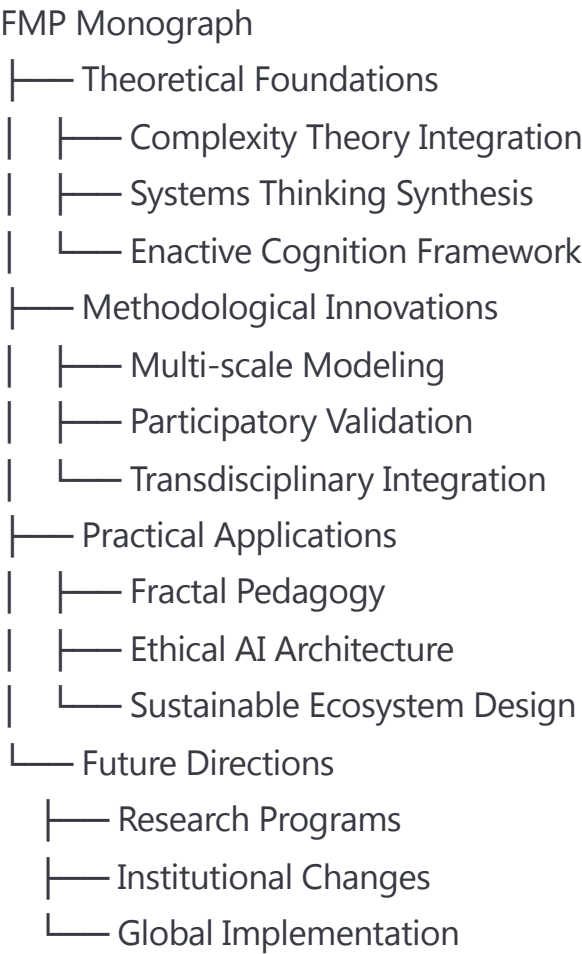 FMP Monograph
├── Theoretical Foundations
│   ├── Complexity Theory Integration
│   ├── Systems Thinking Synthesis
│   └── Enactive Cognition Framework
├── Methodological Innovations
│   ├── Multi-scale Modeling
│   ├── Participatory Validation
│   └── Transdisciplinary Integration
├── Practical Applications
│   ├── Fractal Pedagogy
│   ├── Ethical AI Architecture
│   └── Sustainable Ecosystem Design
└── Future Directions
    ├── Research Programs
    ├── Institutional Changes
    └── Global Implementation